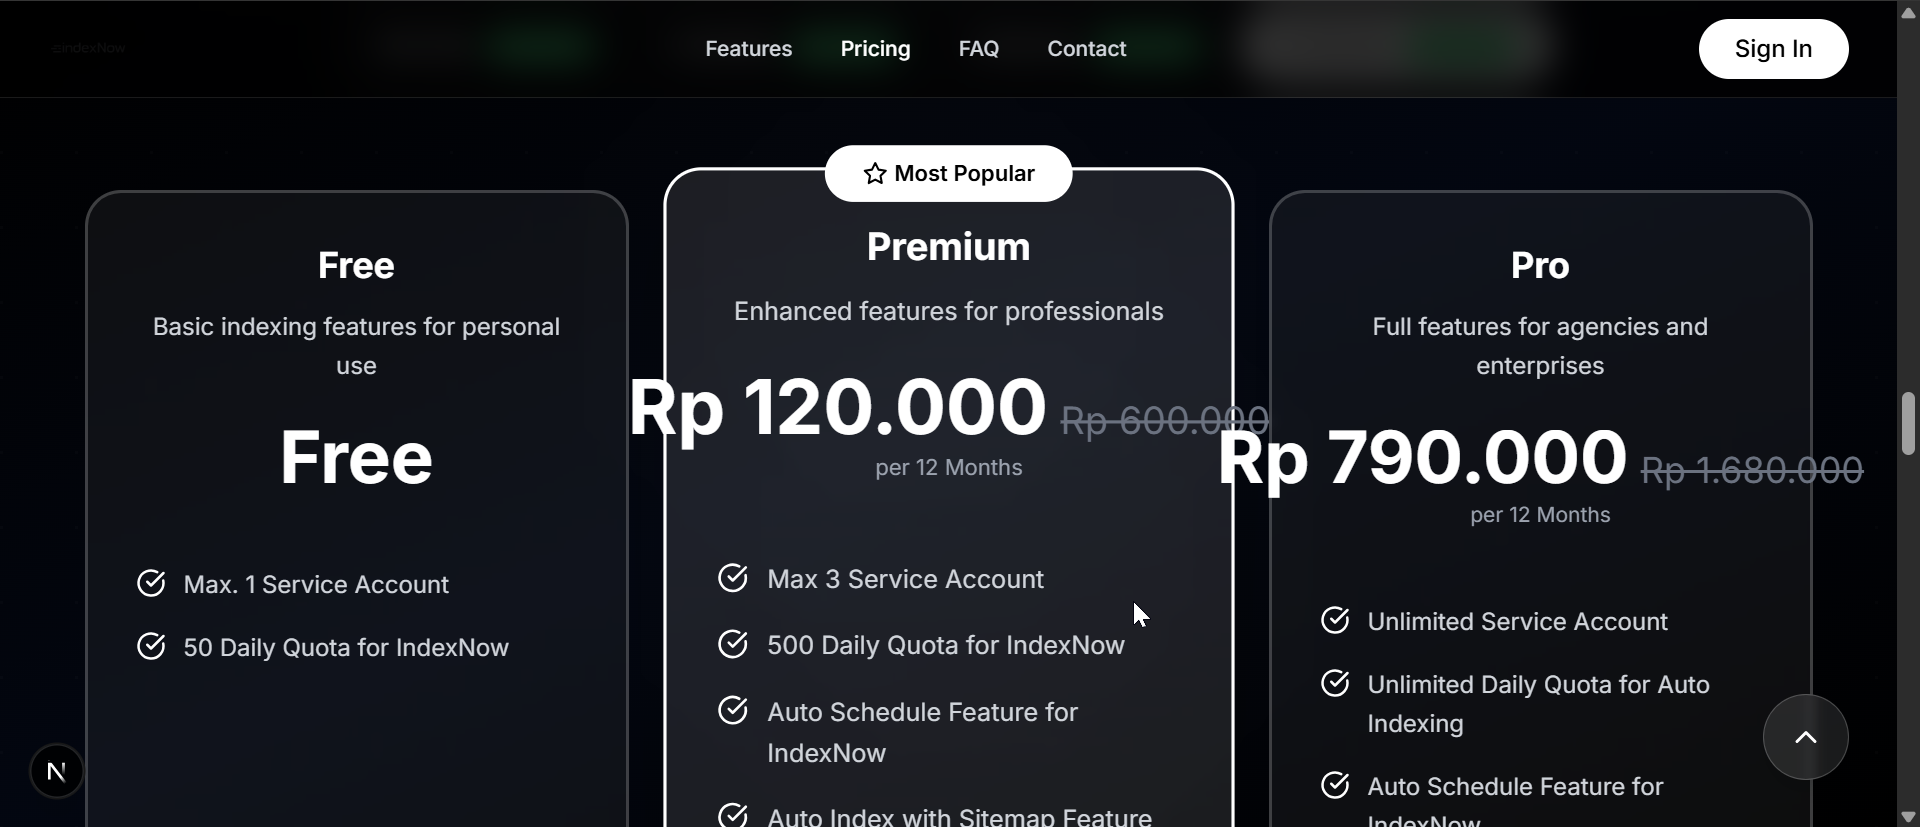 indexNow
Features
Pricing
FAQ
Contact
Sign In
Free
Basic indexing features for personal
use
Free
Max. 1 Service Account
50 Daily Quota for IndexNow
Most Popular
Premium
Enhanced features for professionals
Rp 120.000 Rp 600.000
per 12 Months
Max 3 Service Account
500 Daily Quota for IndexNow
Auto Schedule Feature for
IndexNow
Auto Index with Sitemap Feature
Pro
Full features for agencies and
enterprises
Rp 790.000 Rp 1.680.000
per 12 Months
Unlimited Service Account
Unlimited Daily Quota for Auto
Indexing
Auto Schedule Feature for
IndexNow
N